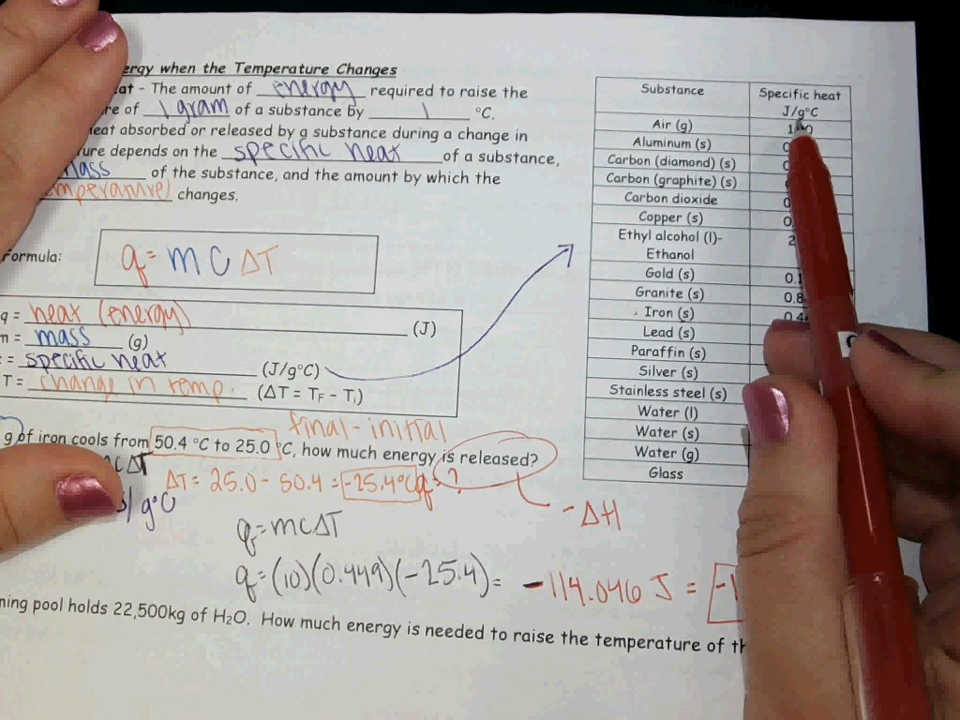 ergy when the Temperature Changes
eat - The amount of energy required to raise the
re of 1 gram of a substance by 1 °C.
heat absorbed or released by a substance during a change in
ure depends on the specific heat of a substance,
mass of the substance, and the amount by which the
temperature changes.
Formula: q = mCΔT
q = heat (energy) (J)
m = mass (g)
= specific heat (J/g°C)
T = change in temp. (ΔT = TF - Ti)
final - initial
g of iron cools from 50.4 °C to 25.0 °C, how much energy is released?
CΔT ΔT = 25.0 - 50.4 = -25.4°C q = ?
J/g°C
-ΔH
q = mCΔT
q = (10)(0.449)(-25.4) = -114.046 J = -1
ming pool holds 22,500kg of H2O. How much energy is needed to raise the temperature of th
Substance Specific heat
J/g°C
Air (g)
Aluminum (s)
Carbon (diamond) (s)
Carbon (graphite) (s)
Carbon dioxide
Copper (s)
Ethyl alcohol (l)-
Ethanol
Gold (s)
Granite (s)
Iron (s)
Lead (s)
Paraffin (s)
Silver (s)
Stainless steel (s)
Water (l)
Water (s)
Water (g)
Glass